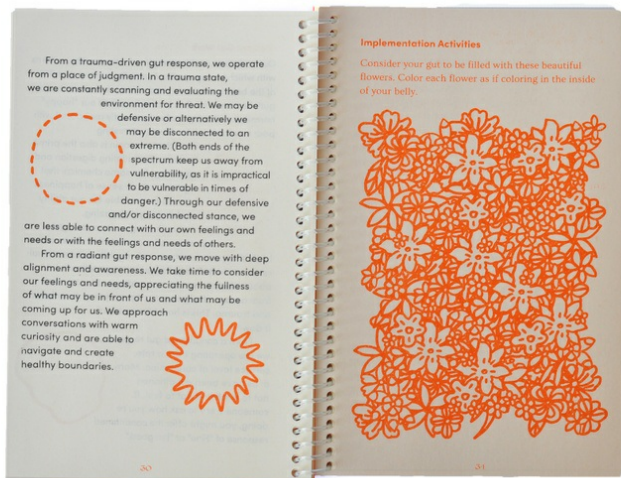 From a trauma-driven gut response, we operate
from a place of judgment. In a trauma state,
we are constantly scanning and evaluating the
environment for threat. We may be
defensive or alternatively we
may be disconnected to an
extreme. (Both ends of the
spectrum keep us away from
vulnerability, as it is impractical
to be vulnerable in times of
danger.) Through our defensive
and/or disconnected stance, we
are less able to connect with our own feelings and
needs or with the feelings and needs of others.
From a radiant gut response, we move with deep
alignment and awareness. We take time to consider
our feelings and needs, appreciating the fullness
of what may be in front of us and what may be
coming up for us. We approach
conversations with warm
curiosity and are able to
navigate and create
healthy boundaries.
30
Implementation Activities
Consider your gut to be filled with these beautiful
flowers. Color each flower as if coloring in the inside
of your belly.
31